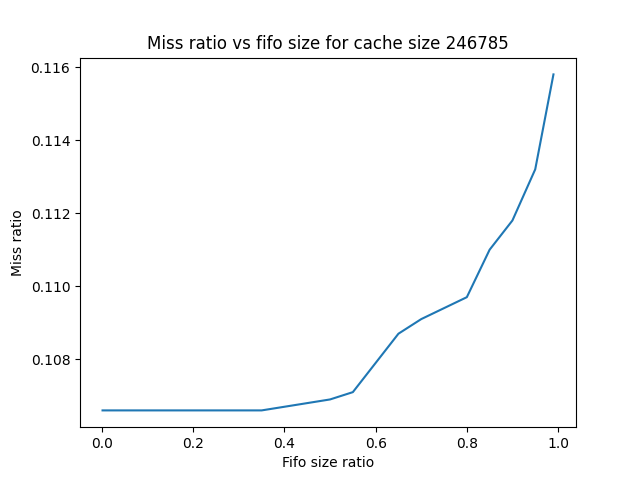 Miss ratio vs fifo size for cache size 246785
0.116
0.114
0.112
0.110
0.108
Miss ratio
0.0 0.2 0.4 0.6 0.8 1.0
Fifo size ratio